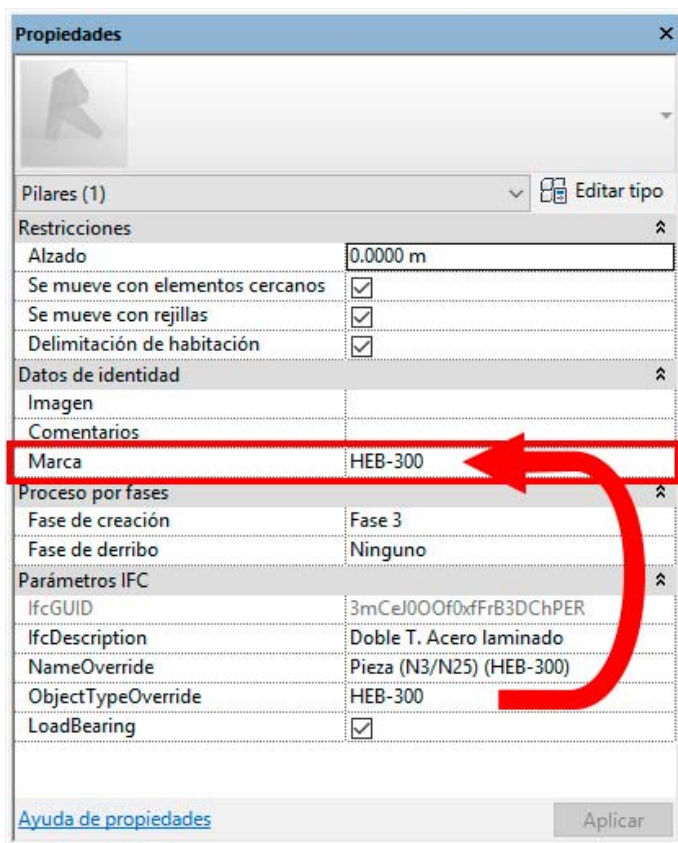 Propiedades
Pilares (1) Editar tipo
Restricciones
Alzado 0.0000 m
Se mueve con elementos cercanos
Se mueve con rejillas
Delimitación de habitación
Datos de identidad
Imagen
Comentarios
Marca HEB-300
Proceso por fases
Fase de creación Fase 3
Fase de derribo Ninguno
Parámetros IFC
IfcGUID 3mCeJ0OOf0xfFrB3DChPER
IfcDescription Doble T. Acero laminado
NameOverride Pieza (N3/N25) (HEB-300)
ObjectTypeOverride HEB-300
LoadBearing
Ayuda de propiedades Aplicar